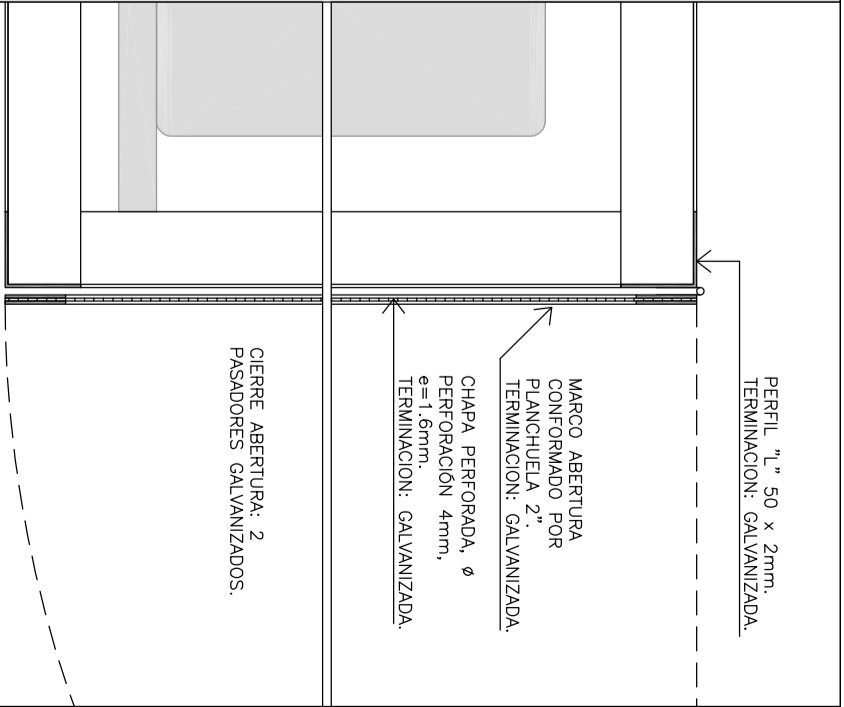 PERFIL "L" 50 x 2mm.
TERMINACION: GALVANIZADA.
MARCO ABERTURA
CONFORMADO POR
PLANCHUELA 2".
TERMINACION: GALVANIZADA.
CHAPA PERFORADA, Ø
PERFORACIÓN 4mm,
e=1.6mm.
TERMINACION: GALVANIZADA.
CIERRE ABERTURA: 2
PASADORES GALVANIZADOS.